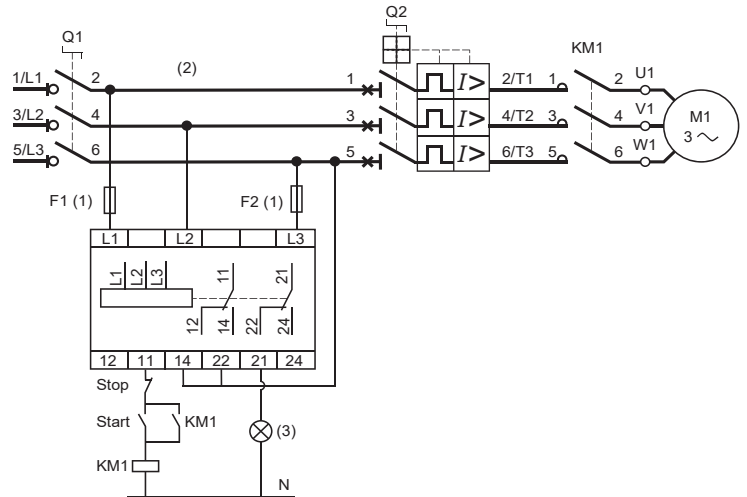 Q1 Q2
KM1
1/L1 2 (2) 1 I> 2/T1 1 2 U1
3/L2 4 3 I> 4/T2 3 4 V1 M1
3 ~
5/L3 6 5 I> 6/T3 5 6 W1
F1 (1) F2 (1)
L1 L2 L3
L1 L2 L3 11 21
12 14 22 24
12 11 14 22 21 24
Stop
Start KM1 (3)
KM1
N